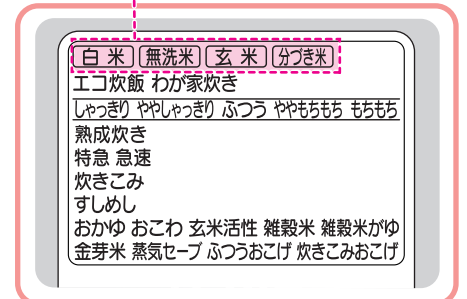 白米 無洗米 玄米 分づき米
エコ炊飯 わが家炊き
しゃっきり ややしゃっきり ふつう ややもちもち もちもち
熟成炊き
特急 急速
炊きこみ
すしめし
おかゆ おこわ 玄米活性 雑穀米 雑穀米がゆ
金芽米 蒸気セーブ ふつうおこげ 炊きこみおこげ